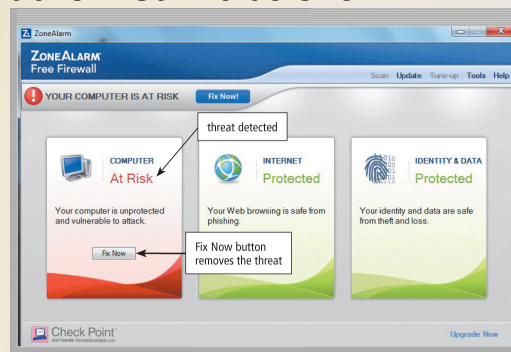 ZoneAlarm
ZONEALARM
Free Firewall
Scan Update Tune-up Tools Help
YOUR COMPUTER IS AT RISK Fix Now!
threat detected
COMPUTER
At Risk
Your computer is unprotected
and vulnerable to attack.
Fix Now
Fix Now button
removes the threat
INTERNET
Protected
Your Web browsing is safe from
phishing.
IDENTITY & DATA
Protected
Your identity and data are safe
from theft and loss.
Check Point™
SOFTWARE TECHNOLOGIES LTD.
Upgrade Now